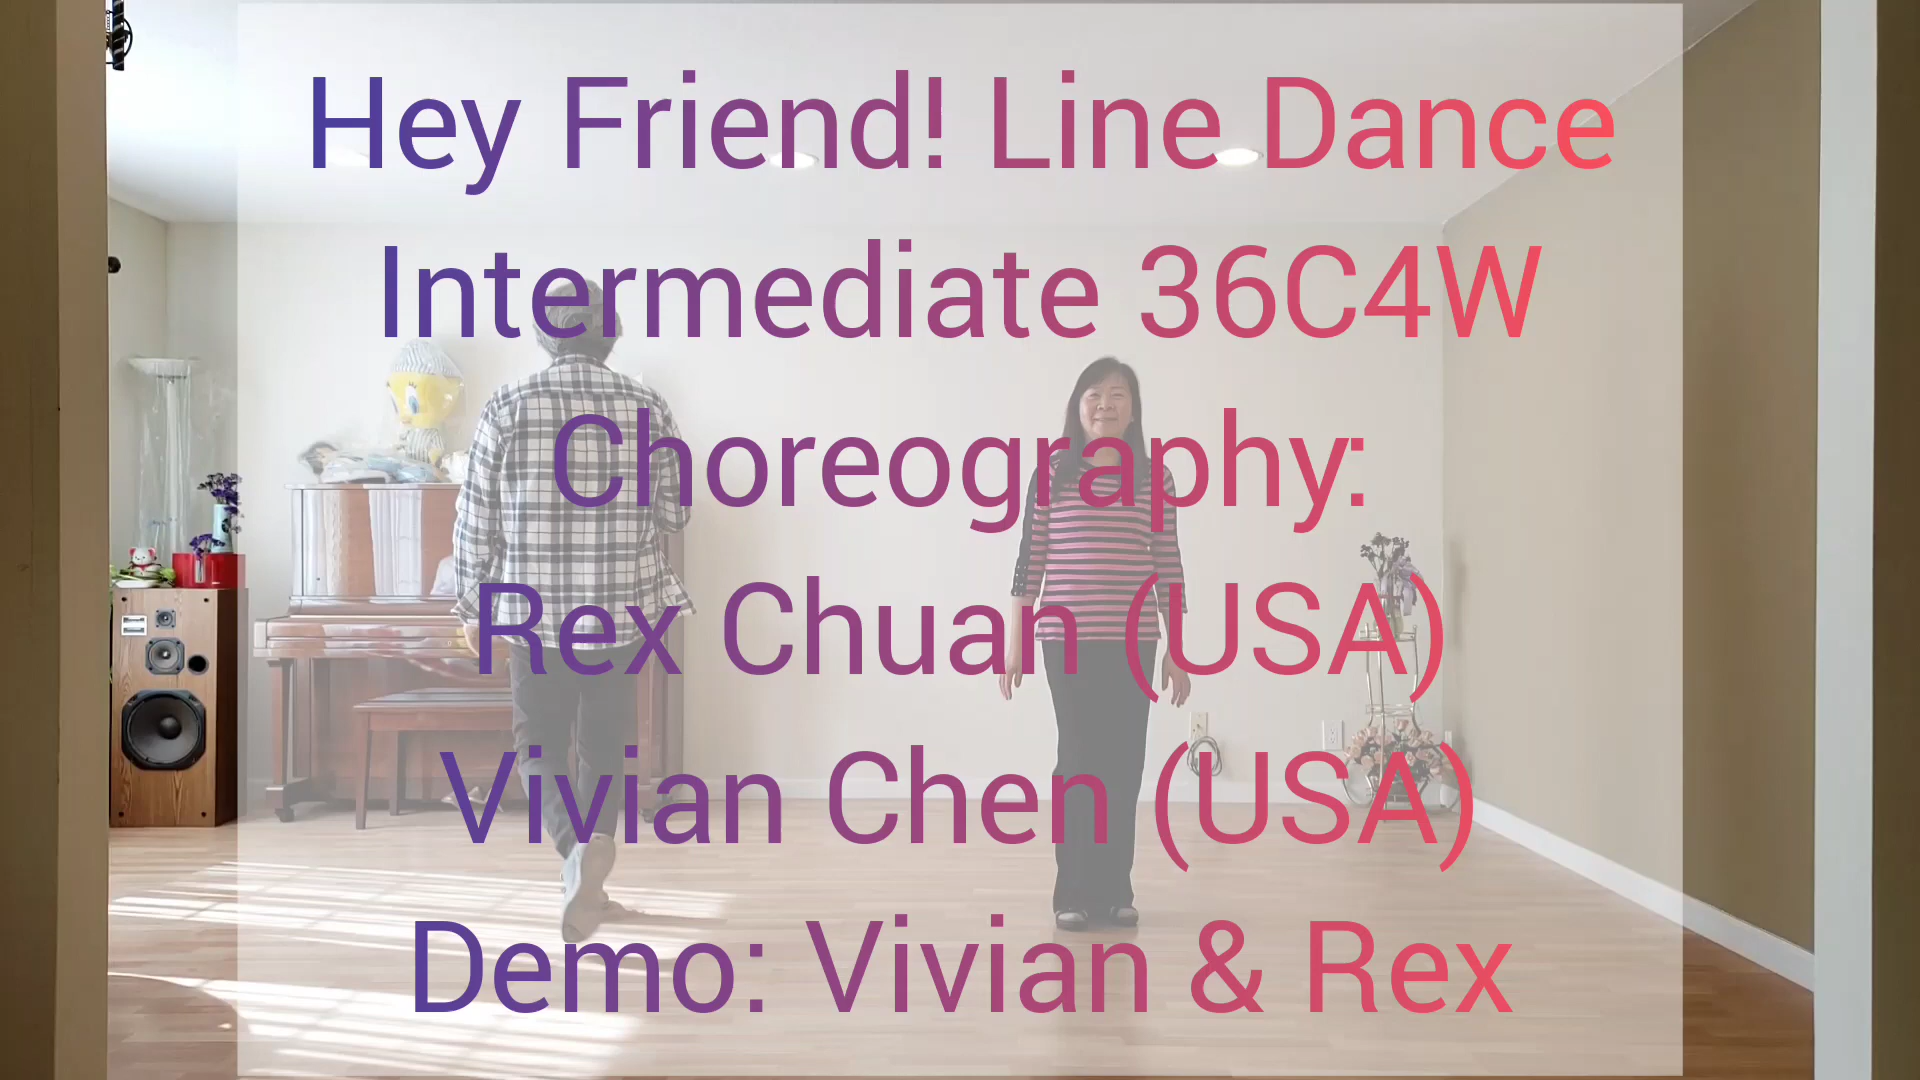 Hey Friend! Line Dance
Intermediate 36C4W
Choreography:
Rex Chuan (USA)
Vivian Chen (USA)
Demo: Vivian & Rex